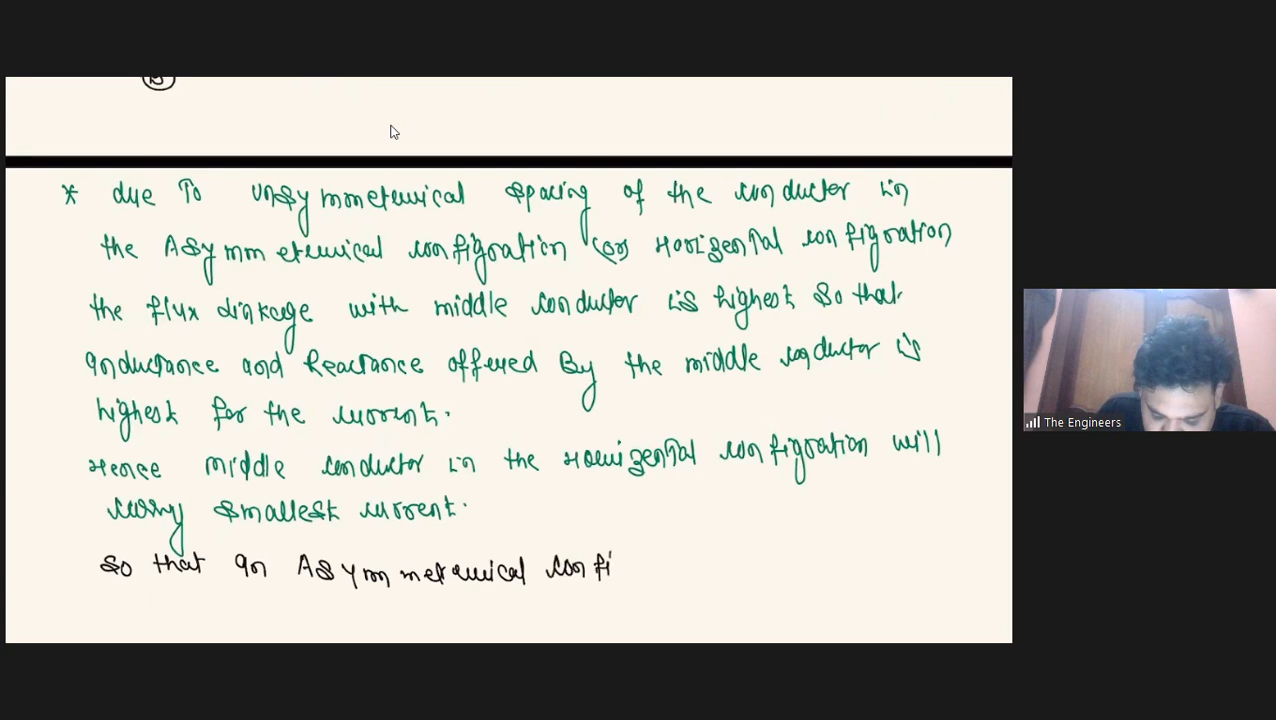 * due To unsymmetrical spacing of the conductor in
the Asymmetrical configration (or) Horizental configration
the flux linkage with middle conductor is highest so that
inductance and Reactance offered By the middle conductor is
highest for the current.
Hence middle conductor in the Horizental configration will
carry smallest current.
so that in Asymmetrical confi
The Engineers